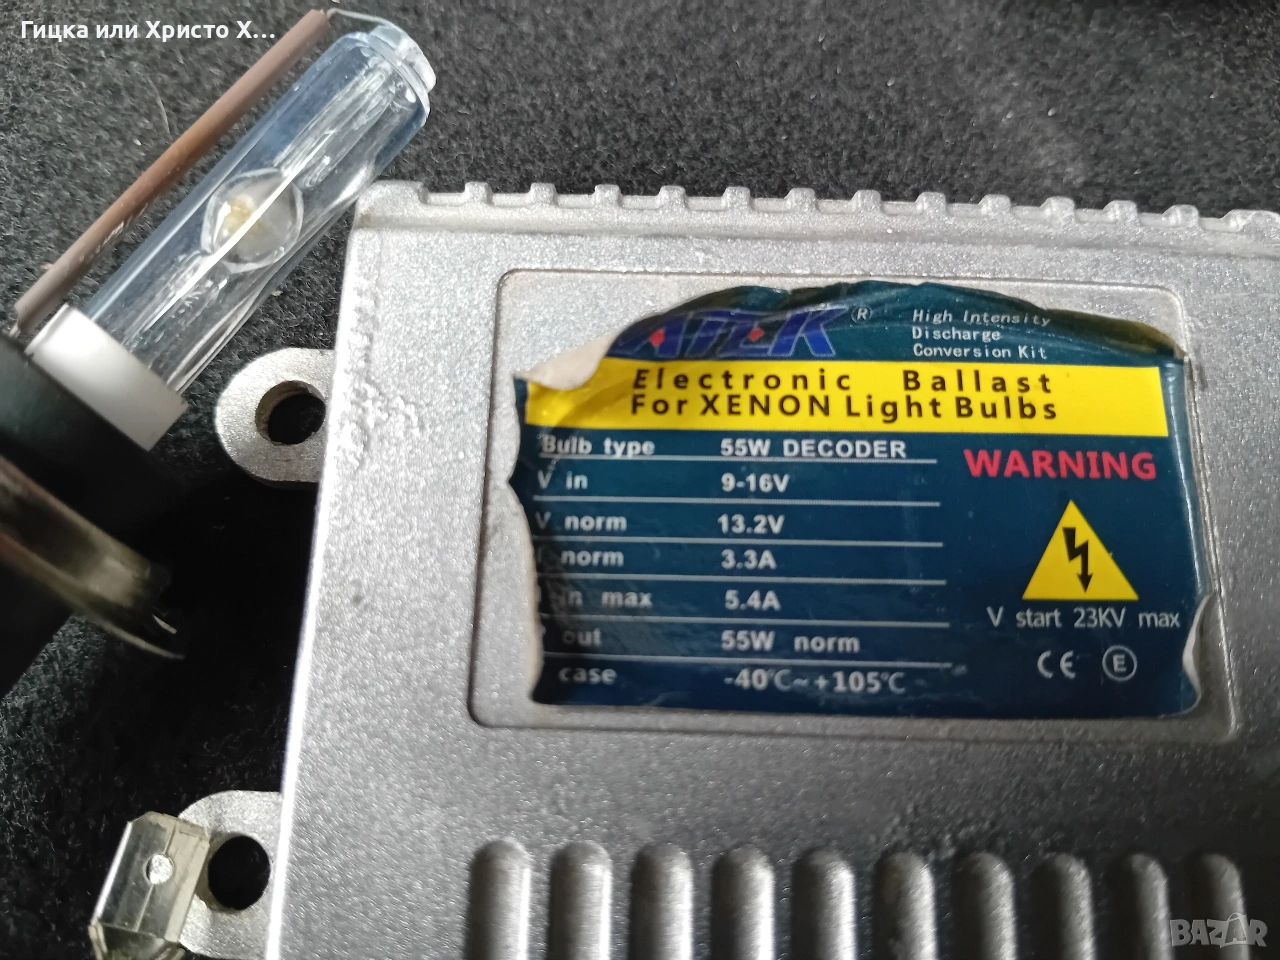 Гицка или Христо Х...
®
High Intensity
Discharge
Conversion Kit
Electronic Ballast
For XENON Light Bulbs
Bulb type 55W DECODER
V in 9-16V
V norm 13.2V
norm 3.3A
in max 5.4A
out 55W norm
case -40℃~+105℃
WARNING
V start 23KV max
CE E
BAZAR